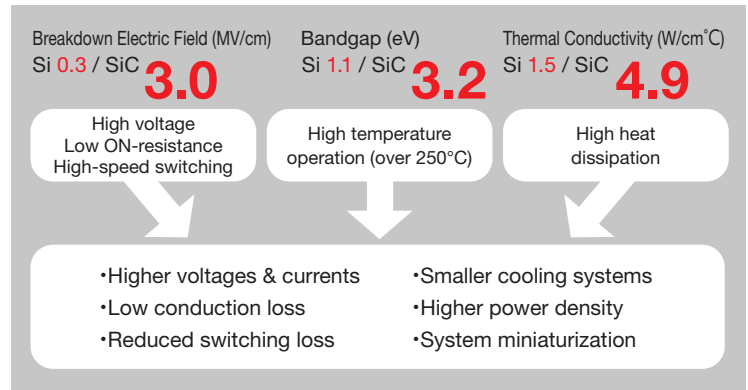 Breakdown Electric Field (MV/cm)
Si 0.3 / SiC 3.0
High voltage
Low ON-resistance
High-speed switching
Bandgap (eV)
Si 1.1 / SiC 3.2
High temperature
operation (over 250°C)
Thermal Conductivity (W/cm°C)
Si 1.5 / SiC 4.9
High heat
dissipation
•Higher voltages & currents
•Low conduction loss
•Reduced switching loss
•Smaller cooling systems
•Higher power density
•System miniaturization